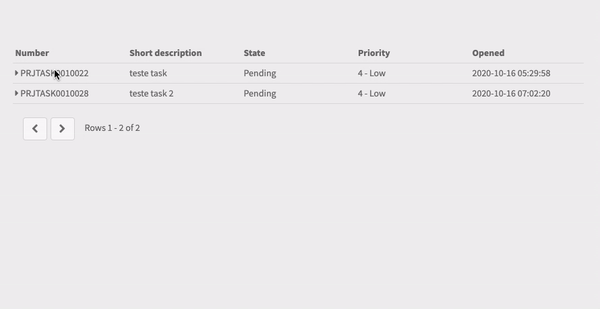 Number Short description State Priority Opened
PRJTASK0010022 teste task Pending 4 - Low 2020-10-16 05:29:58
PRJTASK0010028 teste task 2 Pending 4 - Low 2020-10-16 07:02:20
Rows 1 - 2 of 2